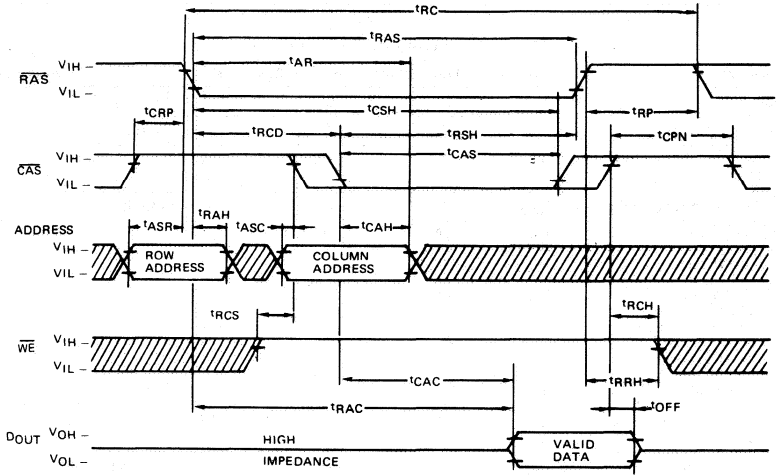 tRC
tRAS
tAR
RAS
VIH –
VIL –
tCSH
tCRP
tRP
tRCD
tRSH
tCPN
tCAS
CAS
VIH –
VIL –
tASR
tRAH
tASC
tCAH
ADDRESS
VIH –
VIL –
ROW
ADDRESS
COLUMN
ADDRESS
tRCS
tRCH
WE
VIH –
VIL –
tCAC
tRRH
tRAC
tOFF
DOUT
VOH –
VOL –
HIGH
IMPEDANCE
VALID
DATA